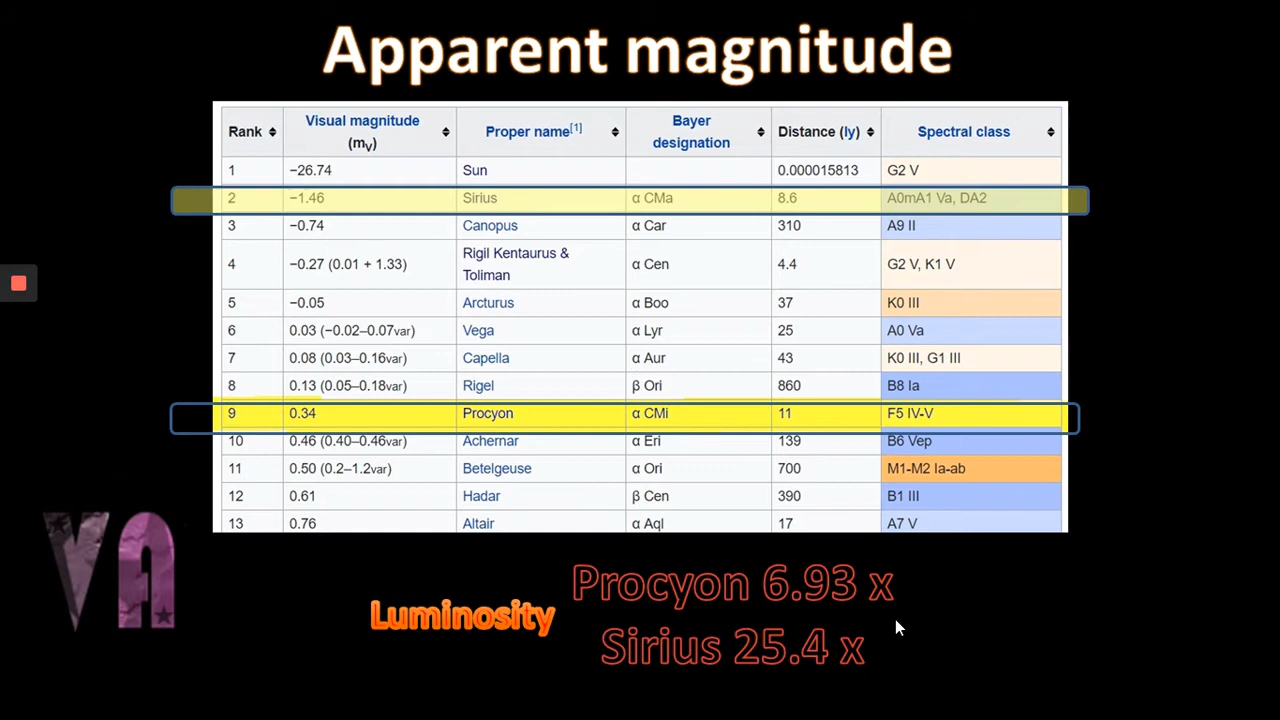 Apparent magnitude
Rank Visual magnitude (mV) Proper name[1] Bayer designation Distance (ly) Spectral class
1 −26.74 Sun 0.000015813 G2 V
2 −1.46 Sirius α CMa 8.6 A0mA1 Va, DA2
3 −0.74 Canopus α Car 310 A9 II
4 −0.27 (0.01 + 1.33) Rigil Kentaurus & Toliman α Cen 4.4 G2 V, K1 V
5 −0.05 Arcturus α Boo 37 K0 III
6 0.03 (−0.02–0.07var) Vega α Lyr 25 A0 Va
7 0.08 (0.03–0.16var) Capella α Aur 43 K0 III, G1 III
8 0.13 (0.05–0.18var) Rigel β Ori 860 B8 Ia
9 0.34 Procyon α CMi 11 F5 IV-V
10 0.46 (0.40–0.46var) Achernar α Eri 139 B6 Vep
11 0.50 (0.2–1.2var) Betelgeuse α Ori 700 M1-M2 Ia-ab
12 0.61 Hadar β Cen 390 B1 III
13 0.76 Altair α Aql 17 A7 V
VA
Procyon 6.93 x
Luminosity
Sirius 25.4 x